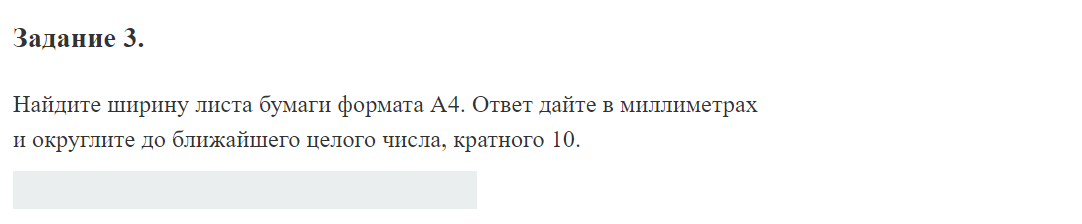 Задание 3.
Найдите ширину листа бумаги формата А4. Ответ дайте в миллиметрах
и округлите до ближайшего целого числа, кратного 10.